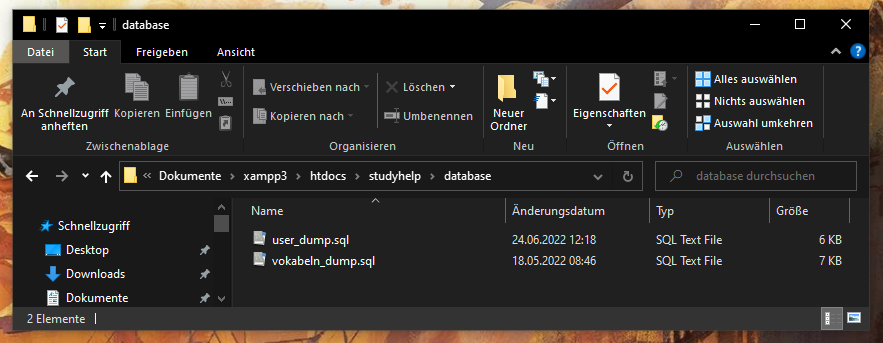 database
Datei Start Freigeben Ansicht
An Schnellzugriff anheften
Kopieren
Einfügen
Zwischenablage
Verschieben nach
Kopieren nach
Löschen
Umbenennen
Organisieren
Neuer Ordner
Neu
Eigenschaften
Öffnen
Alles auswählen
Nichts auswählen
Auswahl umkehren
Auswählen
« Dokumente > xampp3 > htdocs > studyhelp > database
database durchsuchen
Schnellzugriff
Desktop
Downloads
Dokumente
Name Änderungsdatum Typ Größe
user_dump.sql 24.06.2022 12:18 SQL Text File 6 KB
vokabeln_dump.sql 18.05.2022 08:46 SQL Text File 7 KB
2 Elemente